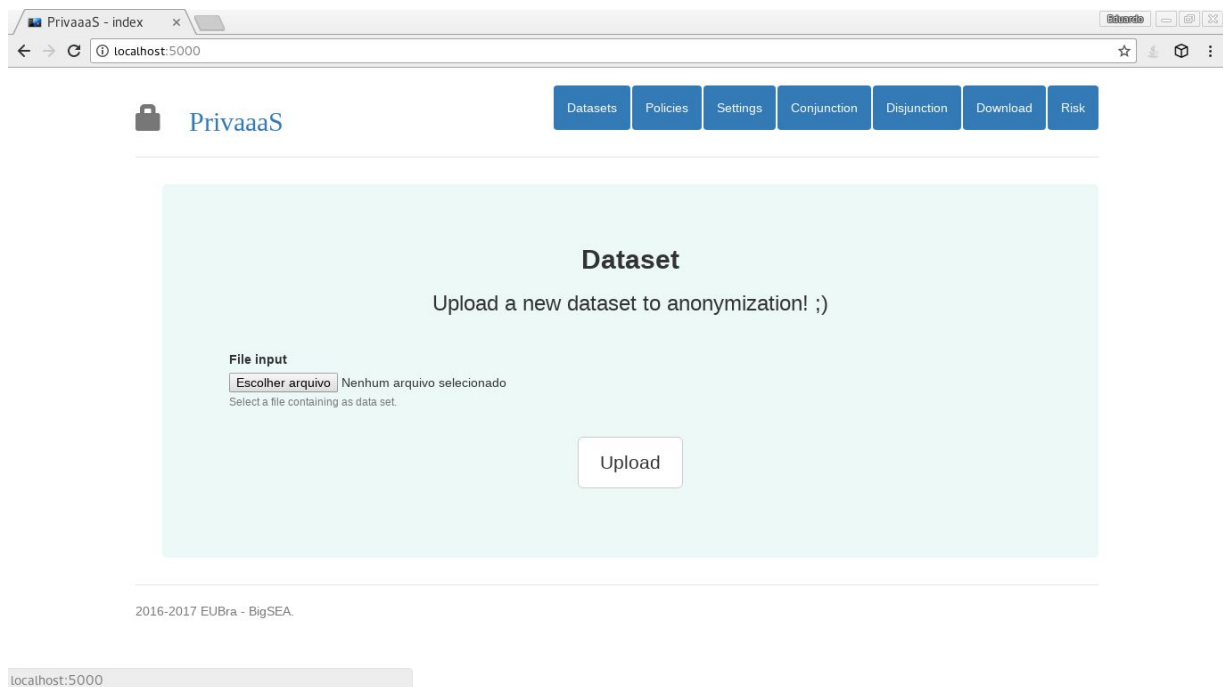 PrivaaaS - index
Eduardo
localhost:5000
PrivaaaS
Datasets Policies Settings Conjunction Disjunction Download Risk
Dataset
Upload a new dataset to anonymization! ;)
File input
Escolher arquivo Nenhum arquivo selecionado
Select a file containing as data set.
Upload
2016-2017 EUBra - BigSEA.
localhost:5000